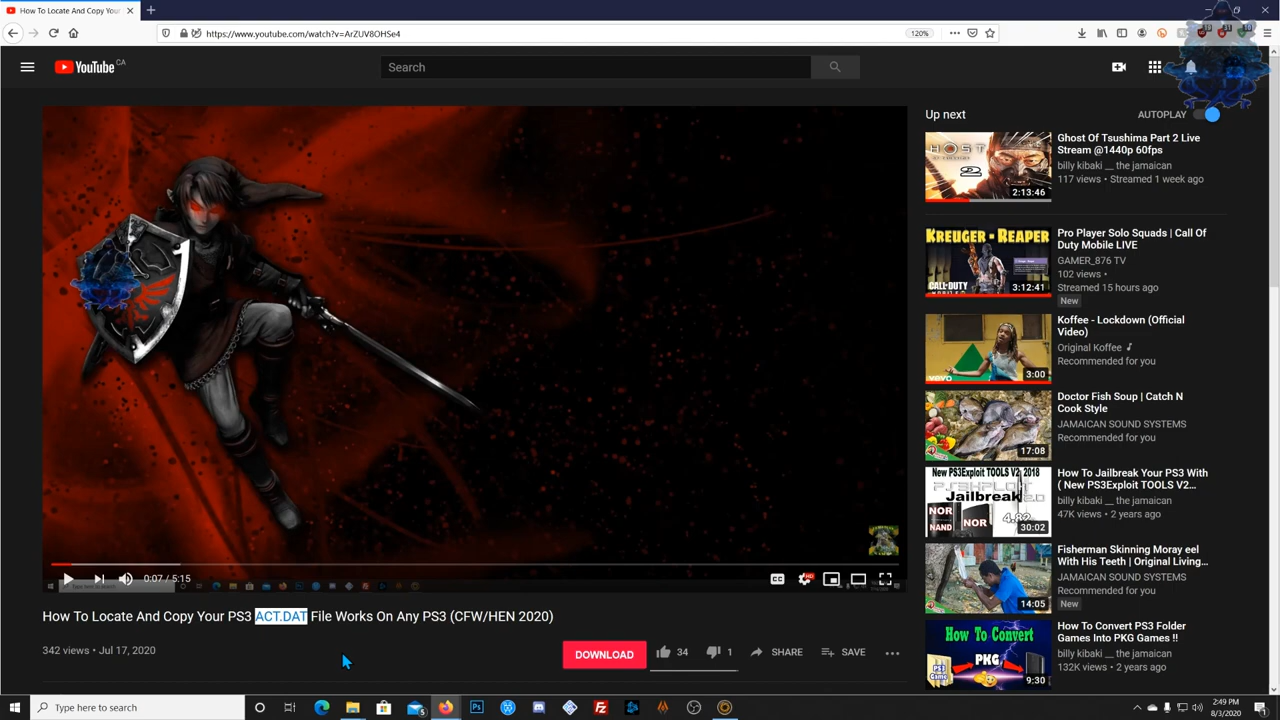 How To Locate And Copy Your
https://www.youtube.com/watch?v=ArZUV8OHSe4
120%
YouTube CA
Search
Up next
AUTOPLAY
2:13:46
Ghost Of Tsushima Part 2 Live
Stream @1440p 60fps
billy kibaki __ the jamaican
117 views • Streamed 1 week ago
KREUGER - REAPER
CALL·DUTY
3:12:41
Pro Player Solo Squads | Call Of
Duty Mobile LIVE
GAMER_876 TV
102 views •
Streamed 15 hours ago
New
vevo
3:00
Koffee - Lockdown (Official
Video)
Original Koffee
Recommended for you
17:08
Doctor Fish Soup | Catch N
Cook Style
JAMAICAN SOUND SYSTEMS
Recommended for you
New PS3Exploit TOOLS V2 2018
Jailbreak
NOR
NAND
NOR
4.82
30:02
How To Jailbreak Your PS3 With
( New PS3Exploit TOOLS V2...
billy kibaki __ the jamaican
47K views • 2 years ago
14:05
Fisherman Skinning Moray eel
With His Teeth | Original Living...
JAMAICAN SOUND SYSTEMS
Recommended for you
New
How To Convert
PKG
9:30
How To Convert PS3 Folder
Games Into PKG Games !!
billy kibaki __ the jamaican
132K views • 2 years ago
0:07 / 5:15
CC
HD
How To Locate And Copy Your PS3 ACT.DAT File Works On Any PS3 (CFW/HEN 2020)
342 views • Jul 17, 2020
DOWNLOAD
34
1
SHARE
SAVE
Type here to search
2:49 PM
8/3/2020